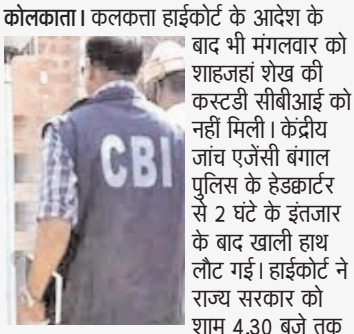 कोलकाता। कलकत्ता हाईकोर्ट के आदेश के
बाद भी मंगलवार को
शाहजहां शेख की
कस्टडी सीबीआई को
नहीं मिली। केंद्रीय
जांच एजेंसी बंगाल
पुलिस के हेडक्वार्टर
से 2 घंटे के इंतजार
के बाद खाली हाथ
लौट गई। हाईकोर्ट ने
राज्य सरकार को
शाम 4.30 बजे तक
CBI